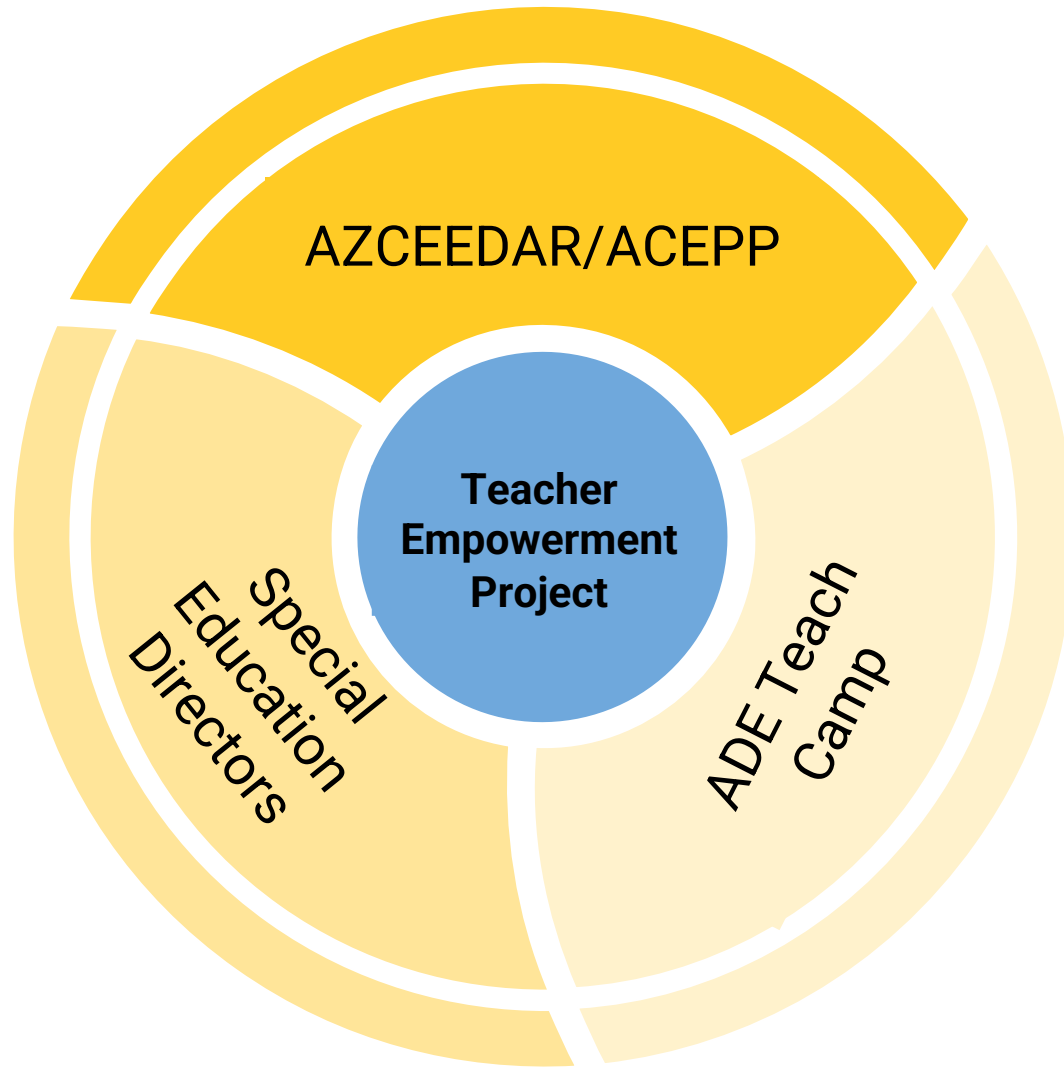 AZCEEDAR/ACEPP
Teacher
Empowerment
Project
Special
Education
Directors
ADE Teach
Camp